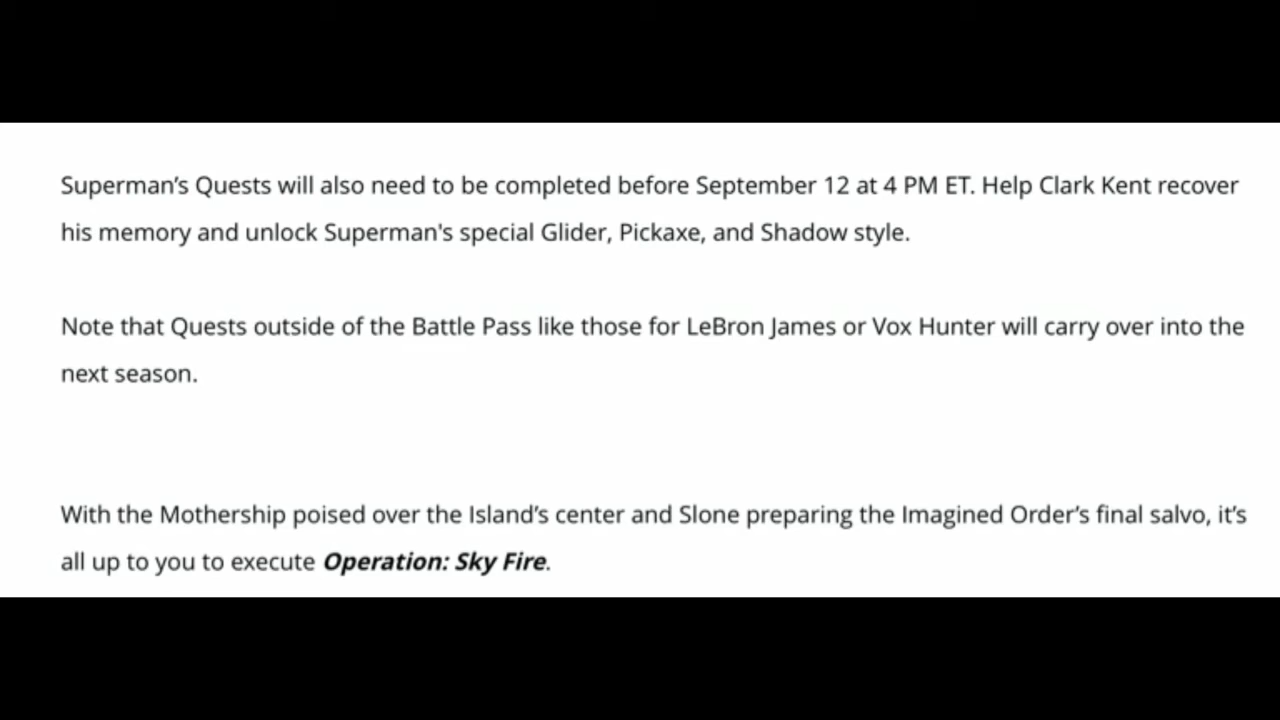 Superman’s Quests will also need to be completed before September 12 at 4 PM ET. Help Clark Kent recover
his memory and unlock Superman's special Glider, Pickaxe, and Shadow style.
Note that Quests outside of the Battle Pass like those for LeBron James or Vox Hunter will carry over into the
next season.
With the Mothership poised over the Island’s center and Slone preparing the Imagined Order’s final salvo, it’s
all up to you to execute Operation: Sky Fire.